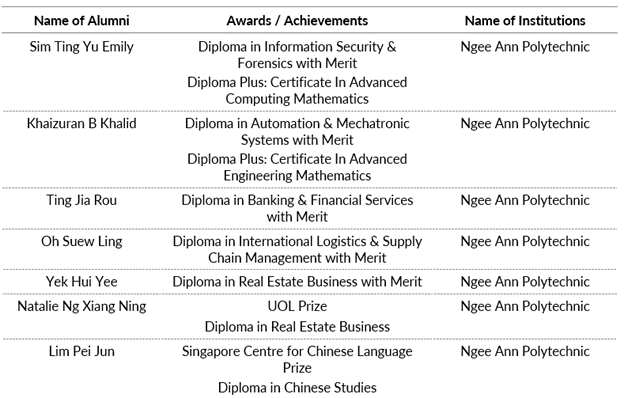 Name of Alumni Awards / Achievements Name of Institutions
Sim Ting Yu Emily Diploma in Information Security & Ngee Ann Polytechnic
Forensics with Merit
Diploma Plus: Certificate In Advanced
Computing Mathematics
Khaizuran B Khalid Diploma in Automation & Mechatronic Ngee Ann Polytechnic
Systems with Merit
Diploma Plus: Certificate In Advanced
Engineering Mathematics
Ting Jia Rou Diploma in Banking & Financial Services Ngee Ann Polytechnic
with Merit
Oh Suew Ling Diploma in International Logistics & Supply Ngee Ann Polytechnic
Chain Management with Merit
Yek Hui Yee Diploma in Real Estate Business with Merit Ngee Ann Polytechnic
Natalie Ng Xiang Ning UOL Prize Ngee Ann Polytechnic
Diploma in Real Estate Business
Lim Pei Jun Singapore Centre for Chinese Language Ngee Ann Polytechnic
Prize
Diploma in Chinese Studies